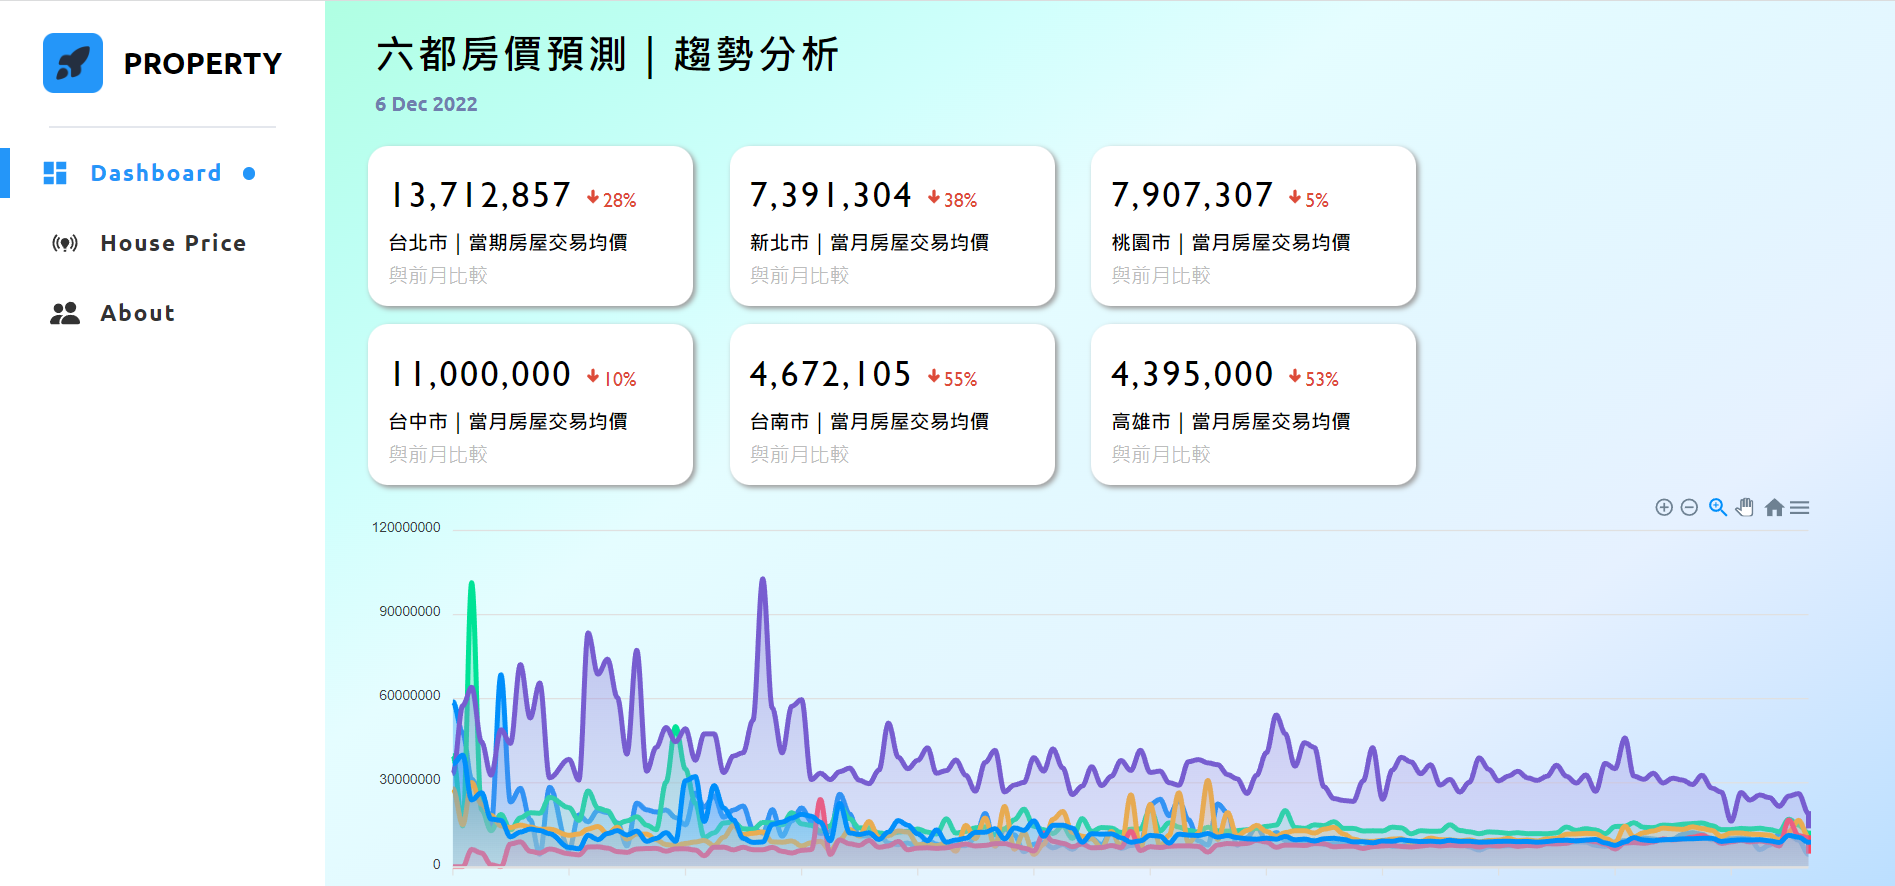 PROPERTY
Dashboard
House Price
About
六都房價預測 | 趨勢分析
6 Dec 2022
13,712,857 28%
台北市 | 當期房屋交易均價
與前月比較
7,391,304 38%
新北市 | 當月房屋交易均價
與前月比較
7,907,307 5%
桃園市 | 當月房屋交易均價
與前月比較
11,000,000 10%
台中市 | 當月房屋交易均價
與前月比較
4,672,105 55%
台南市 | 當月房屋交易均價
與前月比較
4,395,000 53%
高雄市 | 當月房屋交易均價
與前月比較
120000000
90000000
60000000
30000000
0